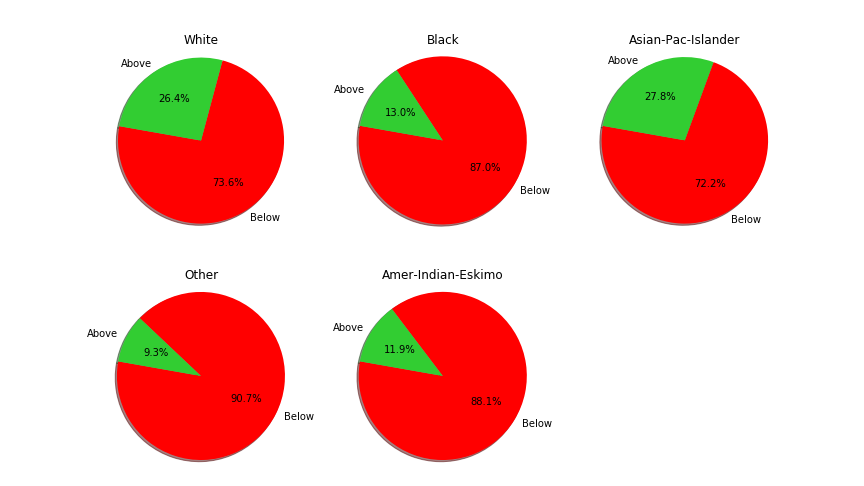 White
Above
26.4%
73.6%
Below
Black
Above
13.0%
87.0%
Below
Asian-Pac-Islander
Above
27.8%
72.2%
Below
Other
Above
9.3%
90.7%
Below
Amer-Indian-Eskimo
Above
11.9%
88.1%
Below